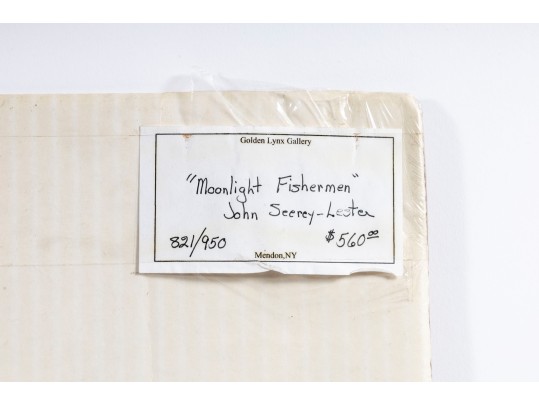 Golden Lynx Gallery
"Moonlight Fishermen"
John Seerey-Lester
821/950 $560.00
Mendon,NY